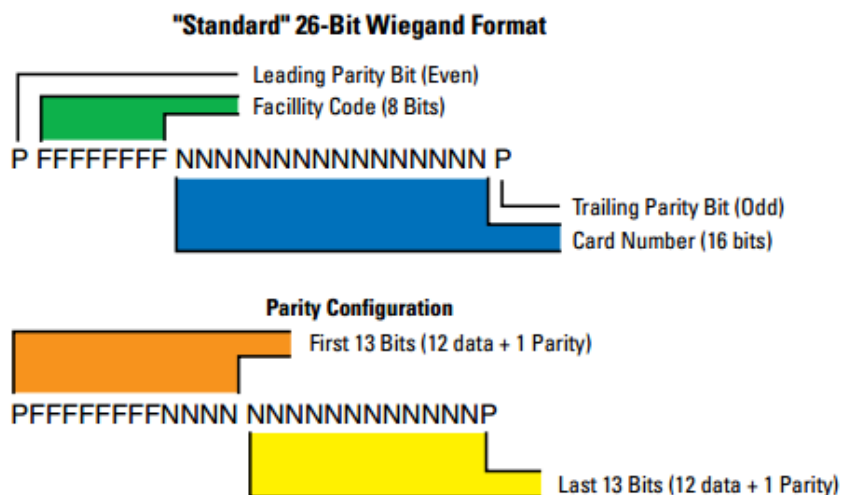 "Standard" 26-Bit Wiegand Format
Leading Parity Bit (Even)
Facillity Code (8 Bits)
P FFFFFFFF NNNNNNNNNNNNNNNN P
Trailing Parity Bit (Odd)
Card Number (16 bits)
Parity Configuration
First 13 Bits (12 data + 1 Parity)
PFFFFFFFFNNNN NNNNNNNNNNNNP
Last 13 Bits (12 data + 1 Parity)